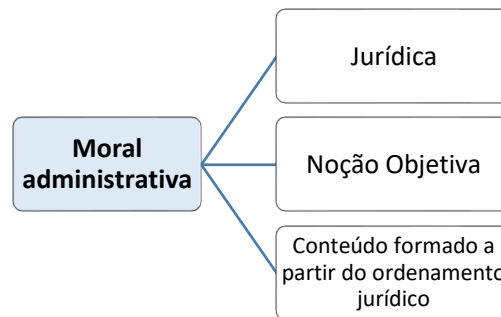 Moral
administrativa
Jurídica
Noção Objetiva
Conteúdo formado a
partir do ordenamento
jurídico